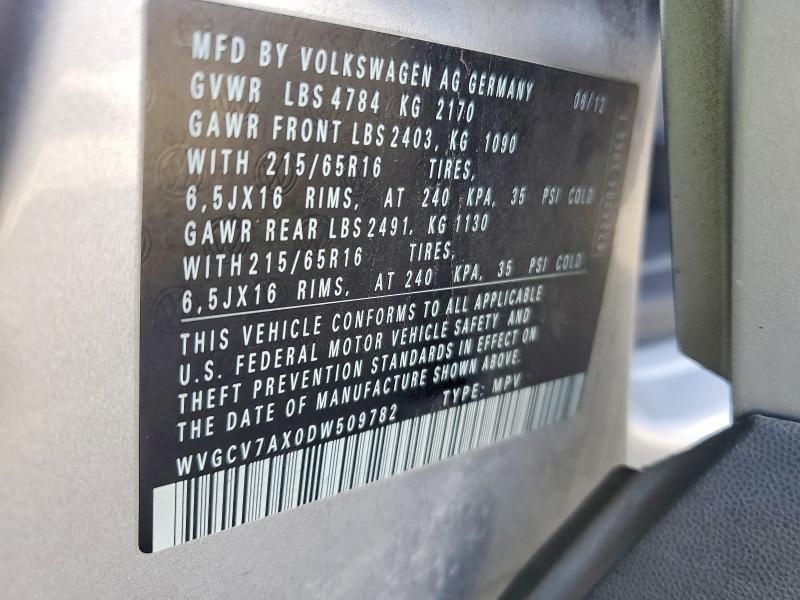 MFD BY VOLKSWAGEN AG GERMANY 06/12
GVWR LBS 4784 KG 2170
GAWR FRONT LBS 2403, KG 1090
WITH 215/65R16 TIRES,
6,5JX16 RIMS, AT 240 KPA, 35 PSI COLD
GAWR REAR LBS 2491, KG 1130
WITH 215/65R16 TIRES,
6,5JX16 RIMS, AT 240 KPA, 35 PSI COLD
THIS VEHICLE CONFORMS TO ALL APPLICABLE
U.S. FEDERAL MOTOR VEHICLE SAFETY AND
THEFT PREVENTION STANDARDS IN EFFECT ON
THE DATE OF MANUFACTURE SHOWN ABOVE.
WVGCV7AX0DW509782 TYPE: MPV